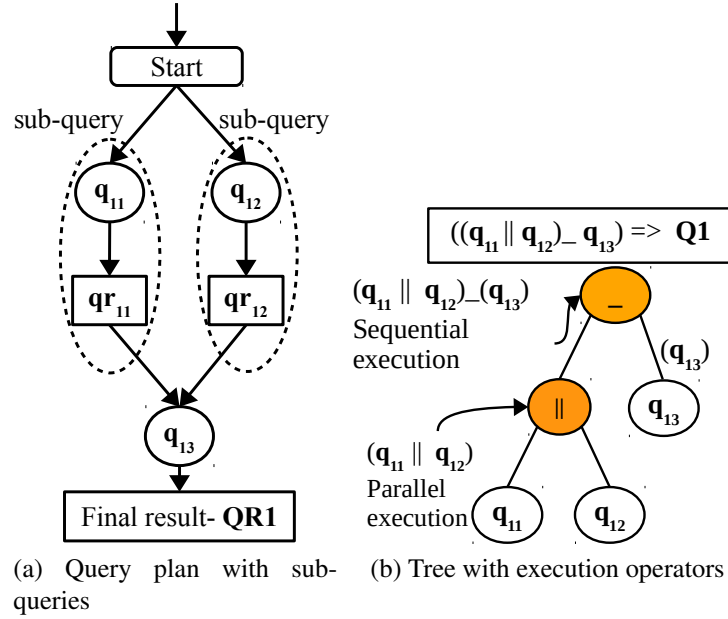 Start
sub-query
sub-query
q₁₁
q₁₂
qr₁₁
qr₁₂
q₁₃
Final result- QR1
(a) Query plan with sub-
queries
((q₁₁ || q₁₂)_ q₁₃) => Q1
(q₁₁ || q₁₂)_(q₁₃)
Sequential
execution
_
(q₁₃)
||
q₁₃
(q₁₁ || q₁₂)
Parallel
execution
q₁₁
q₁₂
(b) Tree with execution operators